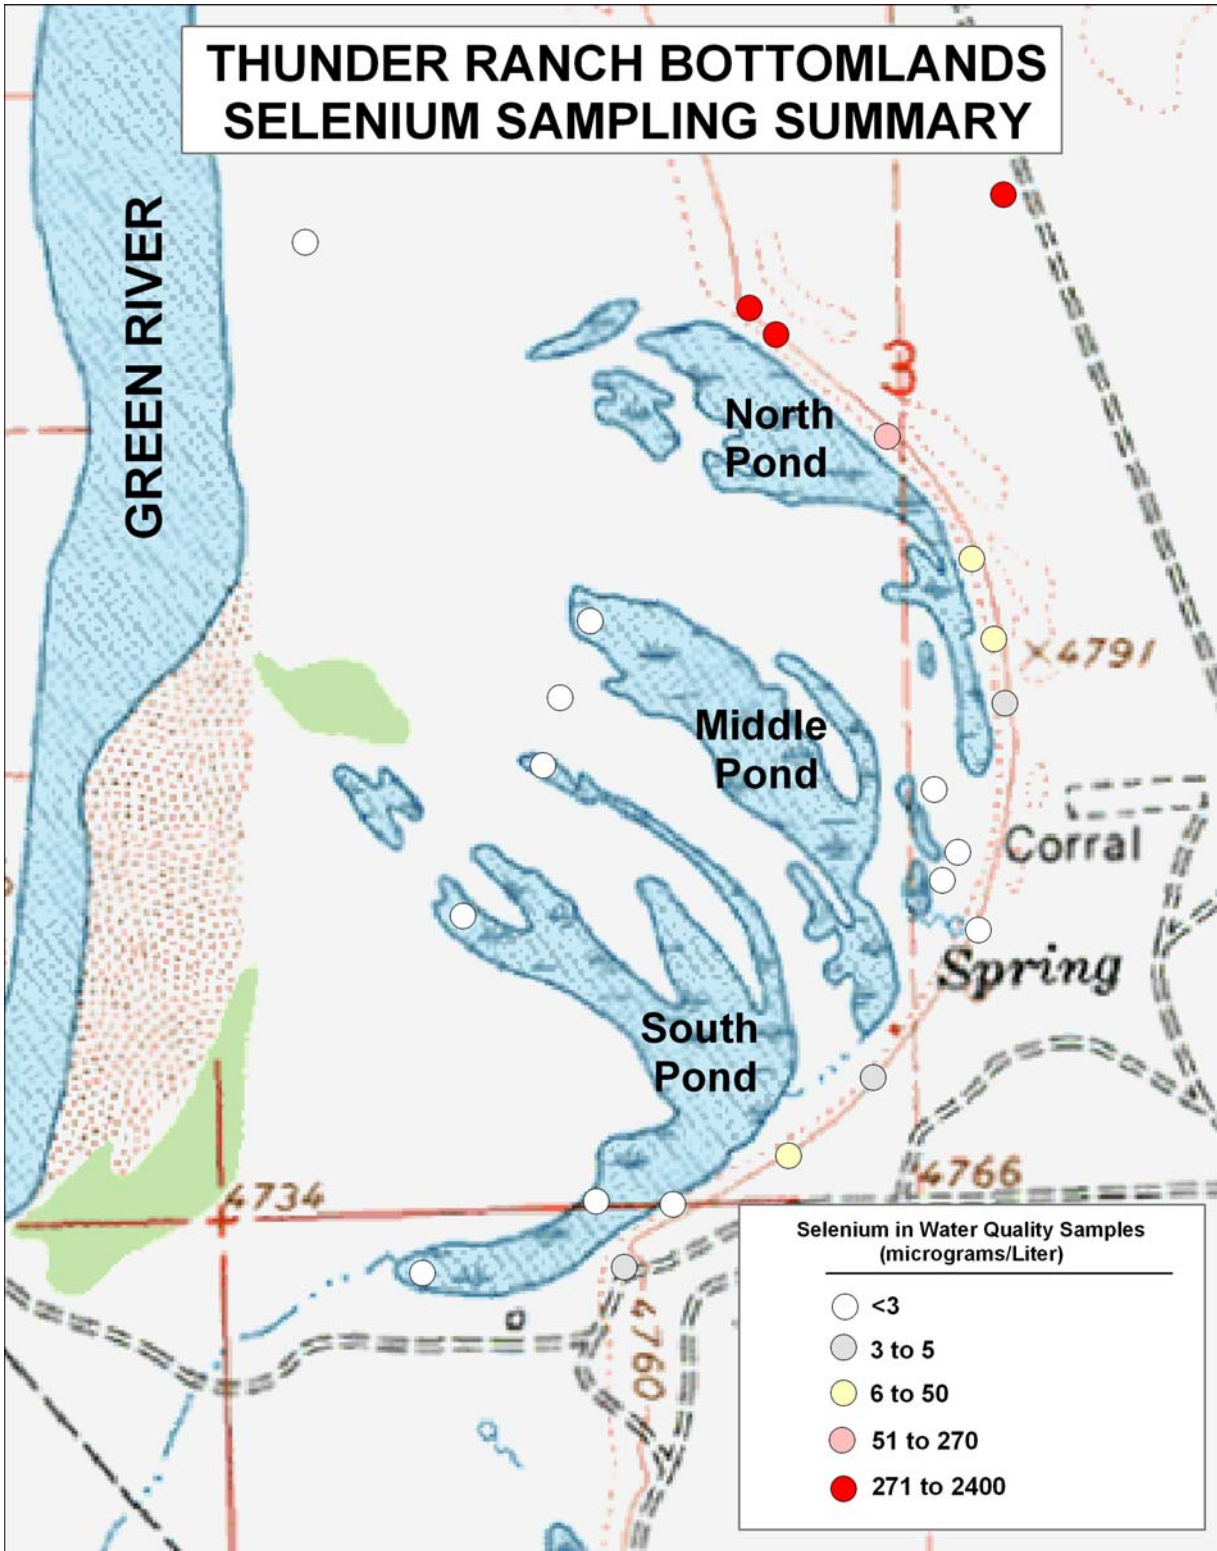 THUNDER RANCH BOTTOMLANDS
SELENIUM SAMPLING SUMMARY
GREEN RIVER
3
North
Pond
×4791
Middle
Pond
Corral
Spring
South
Pond
4766
4734
4760
Selenium in Water Quality Samples
(micrograms/Liter)
<3
3 to 5
6 to 50
51 to 270
271 to 2400